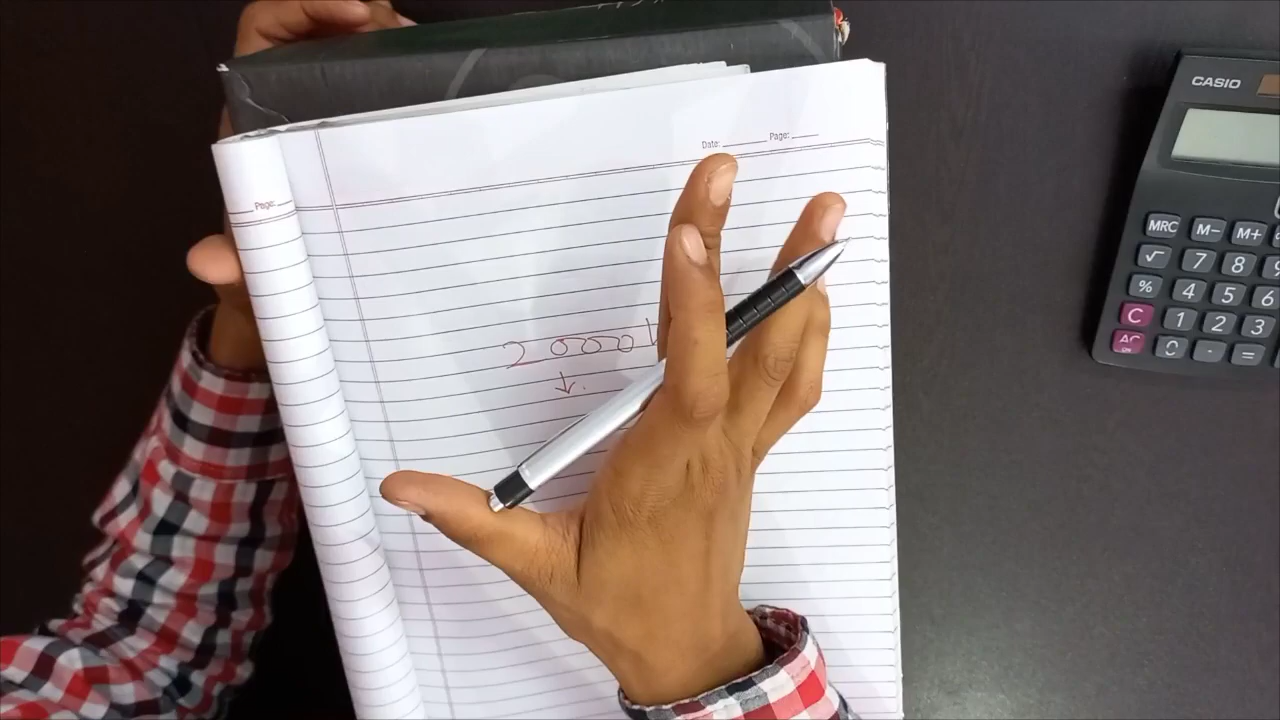 Date: Page:
Page:
20000
↓
CASIO
MRC M- M+
√ 7 8
% 4 5 6
C 1 2 3
AC 0 · =